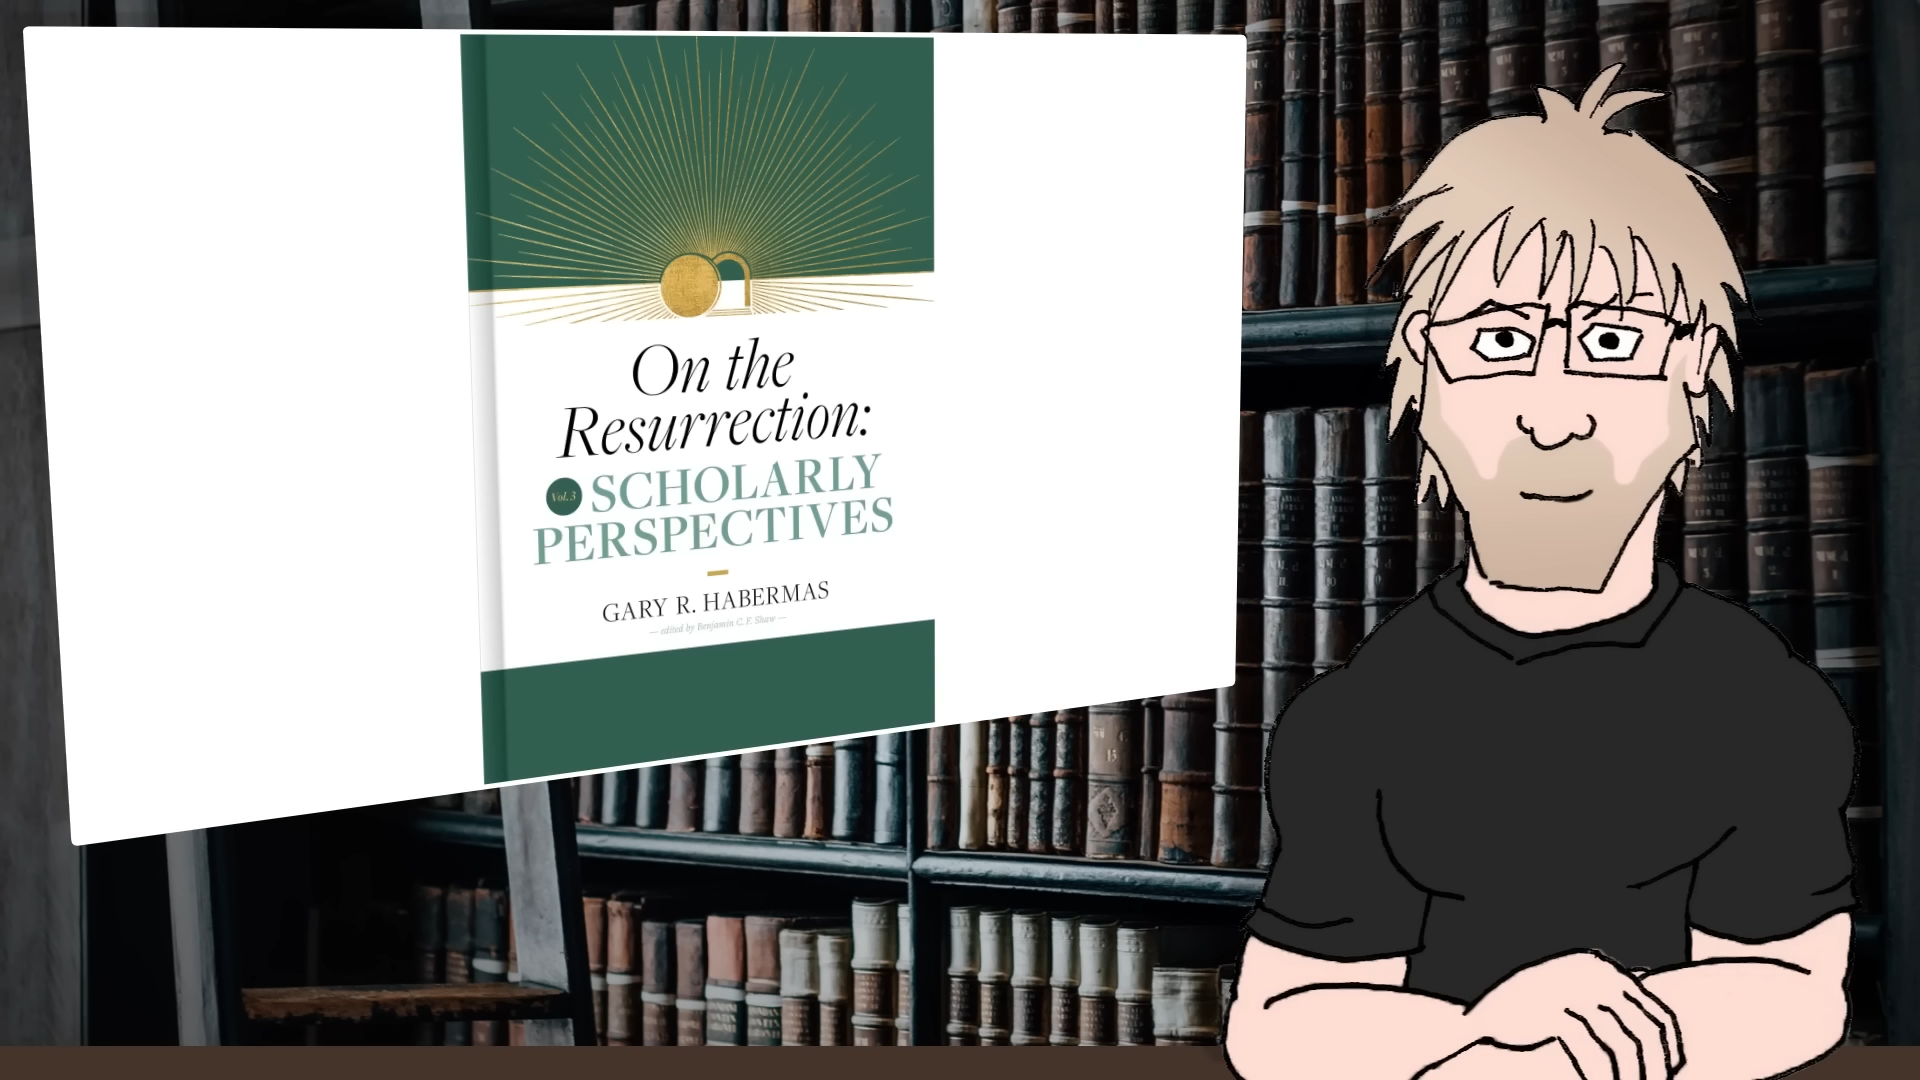 On the
Resurrection:
Vol. 3 SCHOLARLY
PERSPECTIVES
GARY R. HABERMAS
— edited by Benjamin C. F. Shaw —